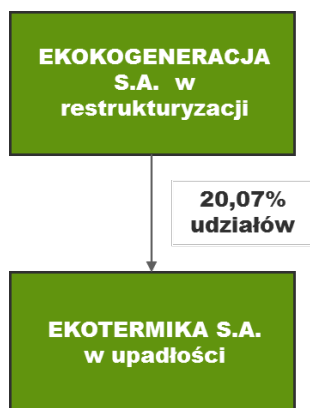 EKOKOGENERACJA
S.A. w
restrukturyzacji
20,07%
udziałów
EKOTERMIKA S.A.
w upadłości